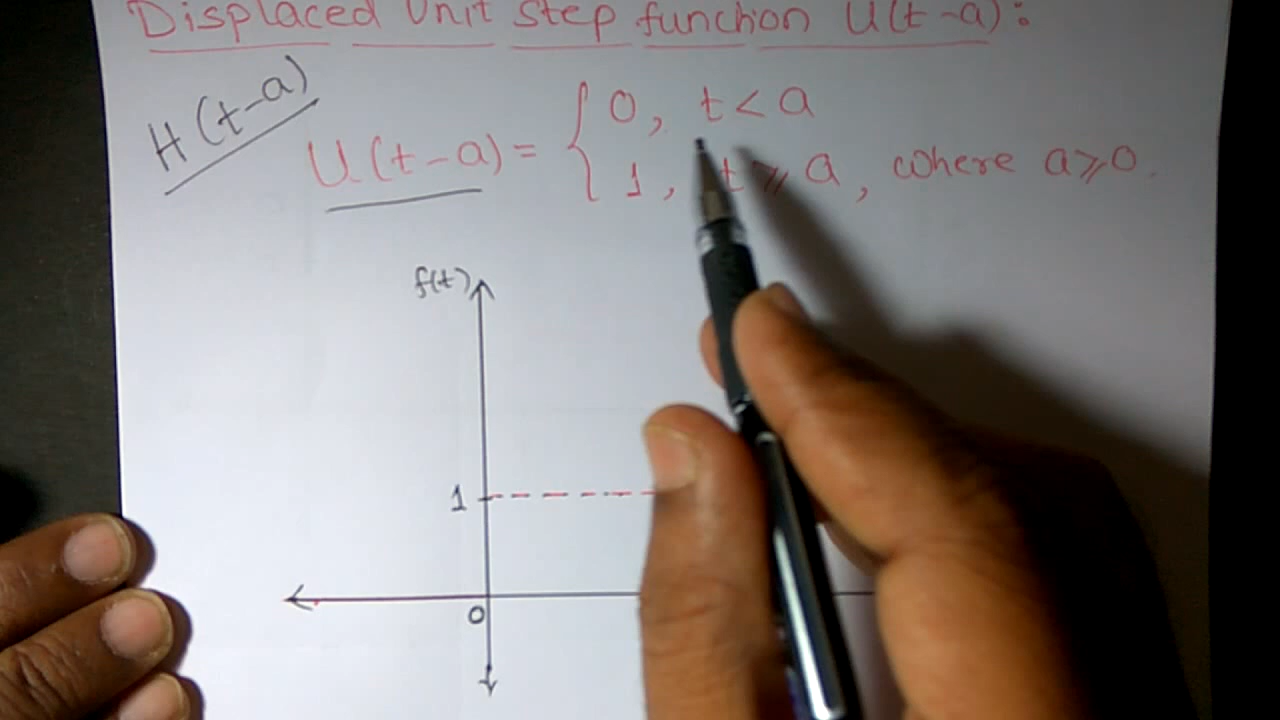 Displaced Unit Step function U(t-a):
H(t-a)
U(t-a) = { 0, t < a
1, t ⩾ a, where a ⩾ 0.
f(t)
1
0